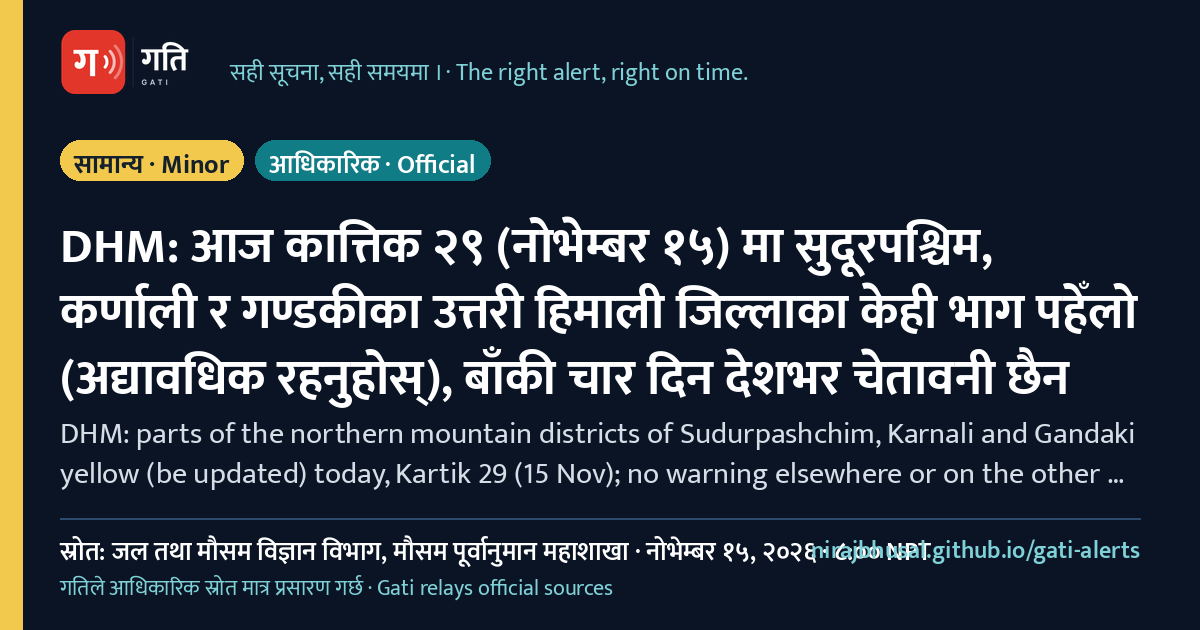 ग गति
GATI
सही सूचना, सही समयमा । · The right alert, right on time.
सामान्य · Minor
आधिकारिक · Official
DHM: आज कात्तिक २९ (नोभेम्बर १५) मा सुदूरपश्चिम,
कर्णाली र गण्डकीका उत्तरी हिमाली जिल्लाका केही भाग पहेँलो
(अद्यावधिक रहनुहोस्), बाँकी चार दिन देशभर चेतावनी छैन
DHM: parts of the northern mountain districts of Sudurpashchim, Karnali and Gandaki
yellow (be updated) today, Kartik 29 (15 Nov); no warning elsewhere or on the other ...
स्रोत: जल तथा मौसम विज्ञान विभाग, मौसम पूर्वानुमान महाशाखा · नोभेम्बर १५, NPT
nirajbhusal.github.io/gati-alerts
गतिले आधिकारिक स्रोत मात्र प्रसारण गर्छ · Gati relays official sources